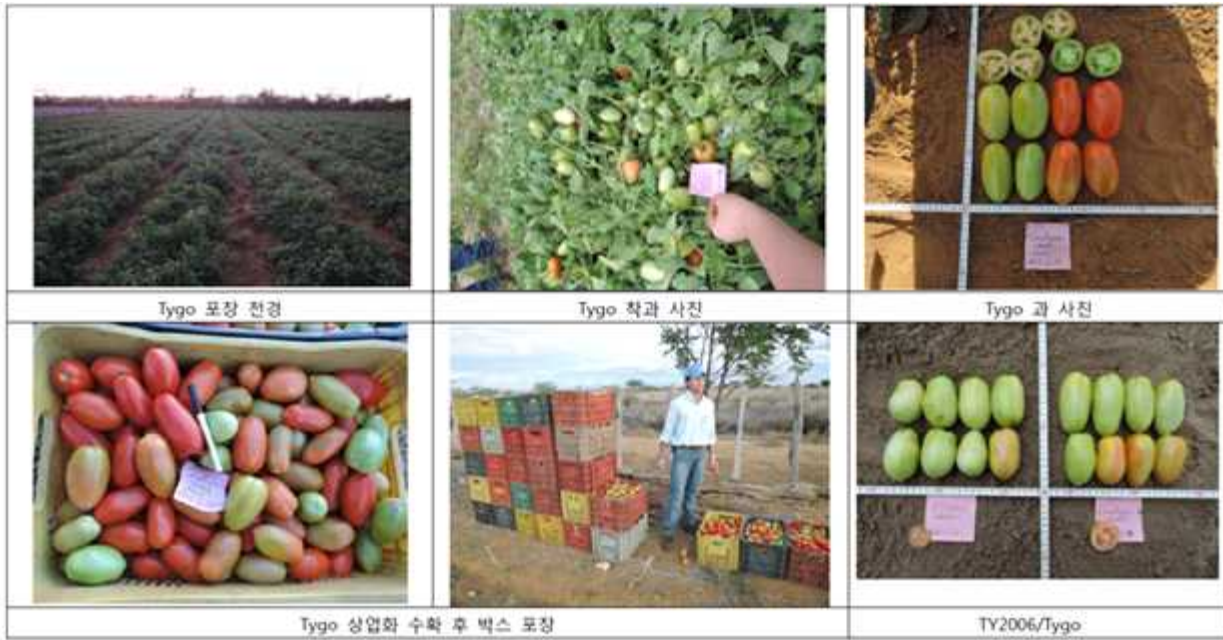 Tygo 포장 전경
Tygo 착과 사진
Tygo 과 사진
Tygo 상업화 수확 후 박스 포장
TY2006/Tygo